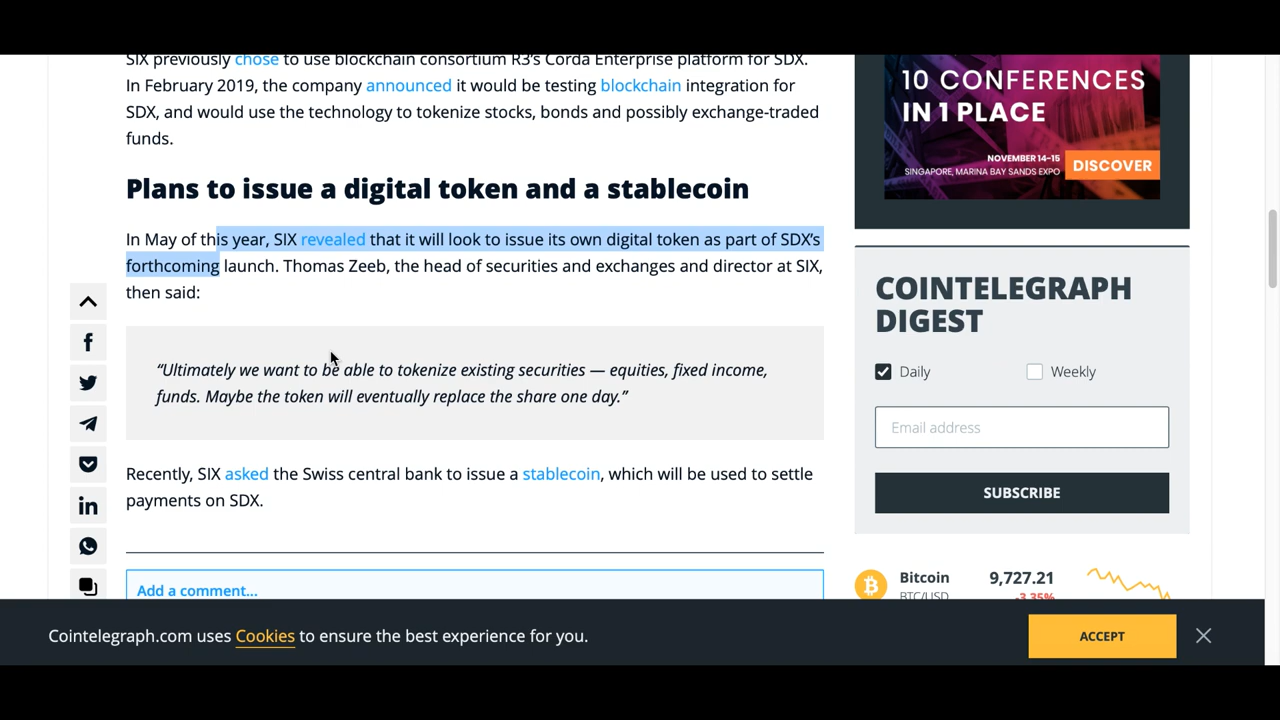 SIX previously chose to use blockchain consortium R3's Corda Enterprise platform for SDX.
In February 2019, the company announced it would be testing blockchain integration for
SDX, and would use the technology to tokenize stocks, bonds and possibly exchange-traded
funds.
Plans to issue a digital token and a stablecoin
In May of this year, SIX revealed that it will look to issue its own digital token as part of SDX's
forthcoming launch. Thomas Zeeb, the head of securities and exchanges and director at SIX,
then said:
“Ultimately we want to be able to tokenize existing securities — equities, fixed income,
funds. Maybe the token will eventually replace the share one day.”
Recently, SIX asked the Swiss central bank to issue a stablecoin, which will be used to settle
payments on SDX.
Add a comment...
10 CONFERENCES
IN 1 PLACE
NOVEMBER 14-15
SINGAPORE, MARINA BAY SANDS EXPO
DISCOVER
COINTELEGRAPH
DIGEST
Daily
Weekly
Email address
SUBSCRIBE
Bitcoin 9,727.21
BTC/USD -3.35%
Cointelegraph.com uses Cookies to ensure the best experience for you.
ACCEPT